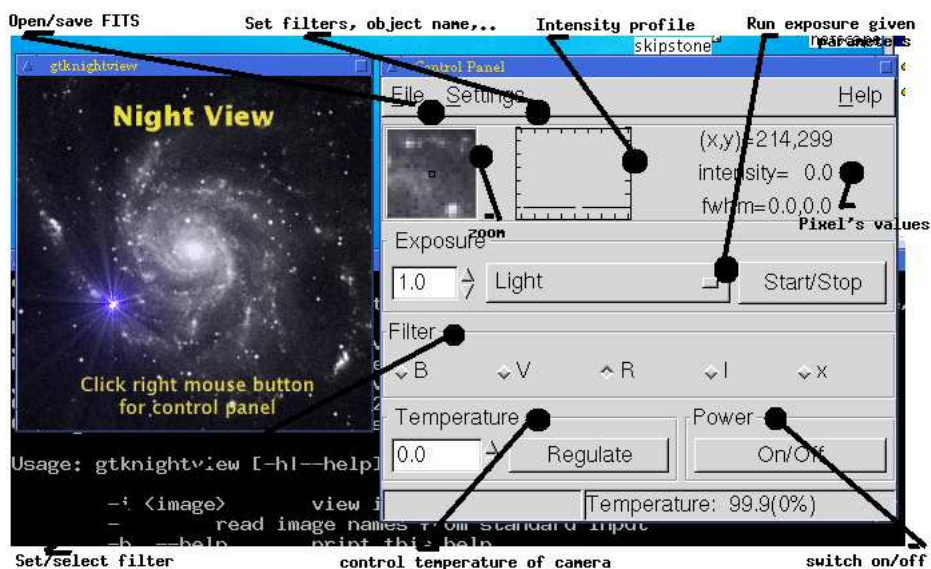 Open/save FITS
Set filters, object name,..
Intensity profile
Run exposure given
parameters
skipstone
gtknightview
Control Panel
Night View
File Settings Help
(x,y)=214,299
intensity= 0.0
fwhm=0.0,0.0
Pixel's values
zoom
Exposure
1.0 Light Start/Stop
Filter
B V R I x
Click right mouse button
for control panel
Temperature Power
0.0 Regulate On/Off
Usage: gtknightview [-h|--help]
-i <image> view i
Temperature: 99.9(0%)
- read image names from standard input
-h --help print this help
Set/select filter
control temperature of camera
switch on/off